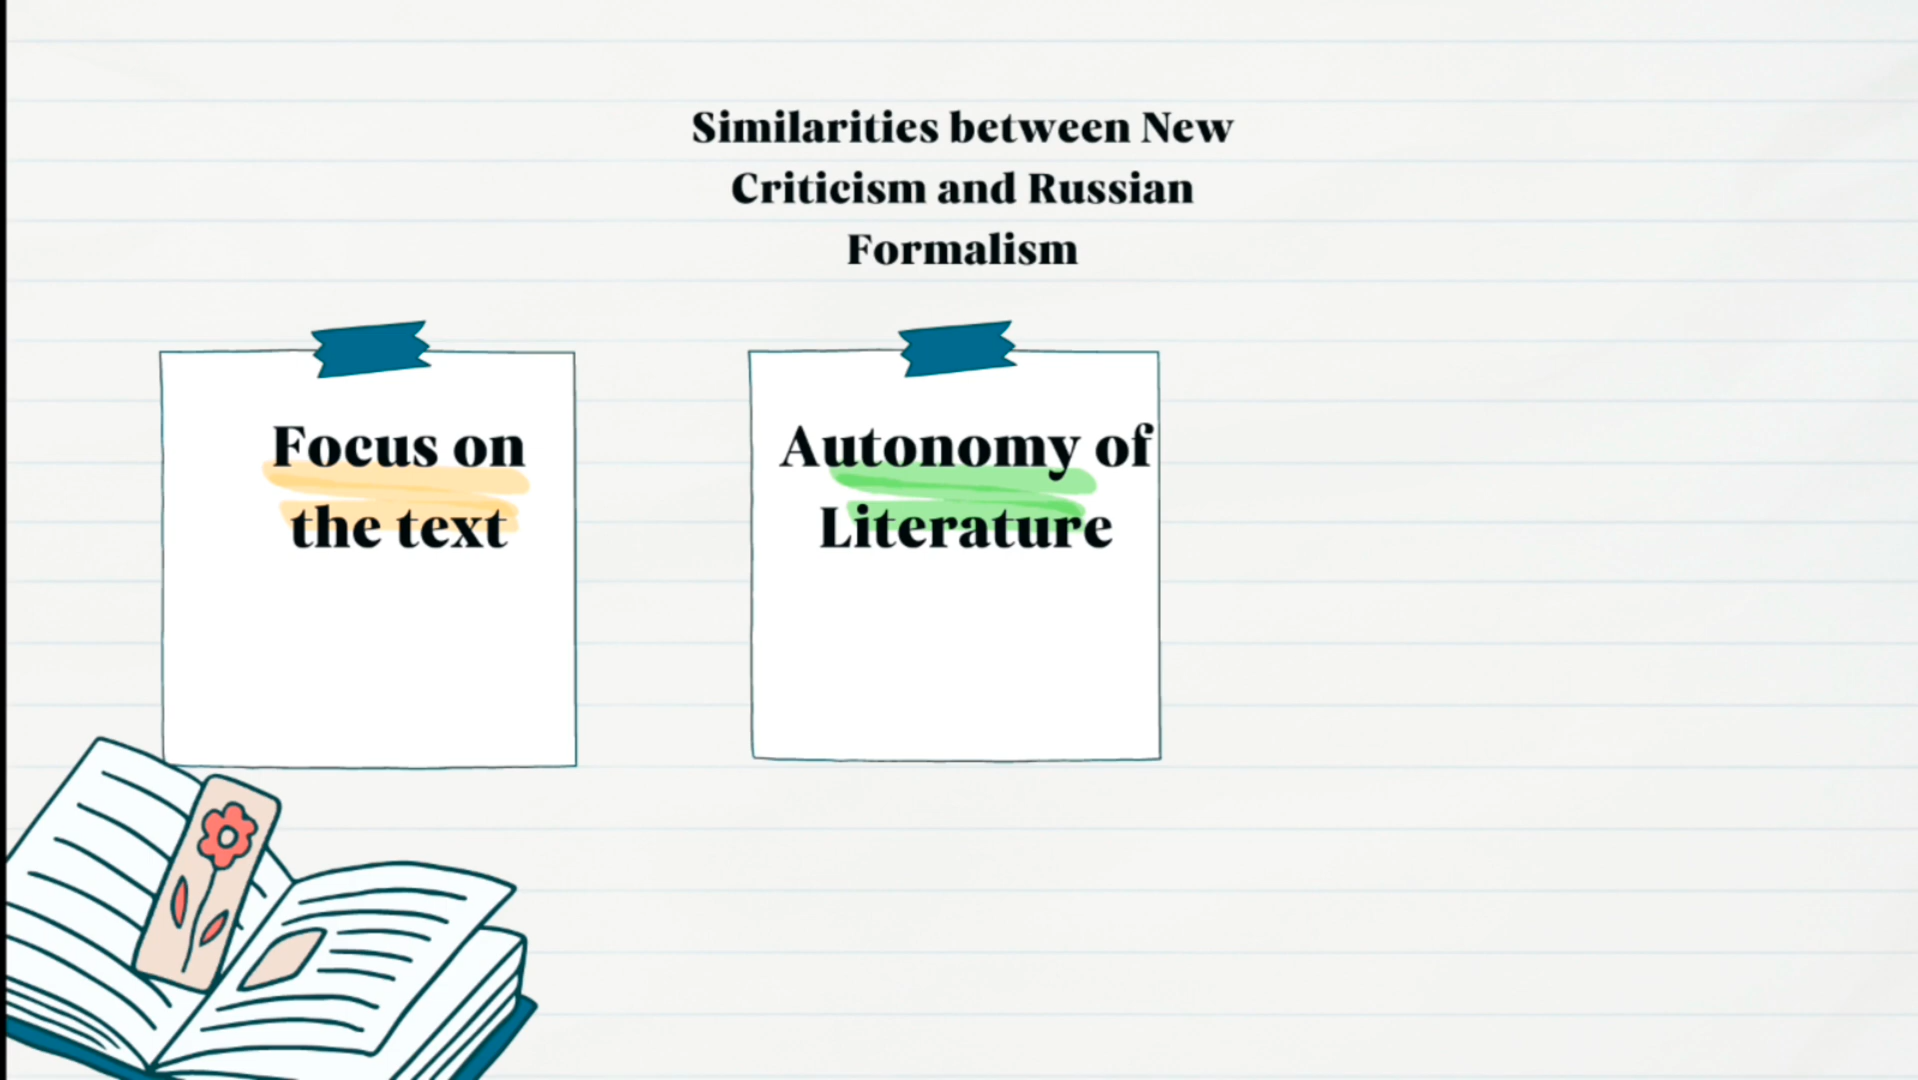 Similarities between New
Criticism and Russian
Formalism
Focus on
the text
Autonomy of
Literature